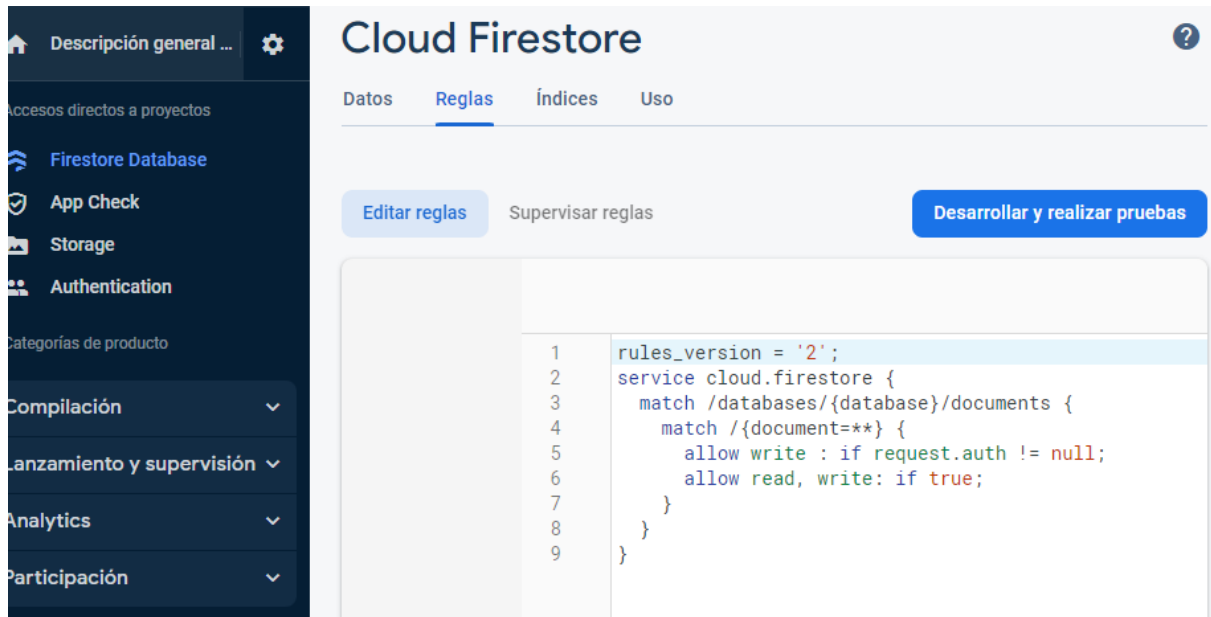 Descripción general ...
Accesos directos a proyectos
Firestore Database
App Check
Storage
Authentication
Categorías de producto
Compilación
Lanzamiento y supervisión
Analytics
Participación
Cloud Firestore
?
Datos Reglas Índices Uso
Editar reglas Supervisar reglas Desarrollar y realizar pruebas
1 rules_version = '2';
2 service cloud.firestore {
3   match /databases/{database}/documents {
4     match /{document=**} {
5       allow write : if request.auth != null;
6       allow read, write: if true;
7     }
8   }
9 }